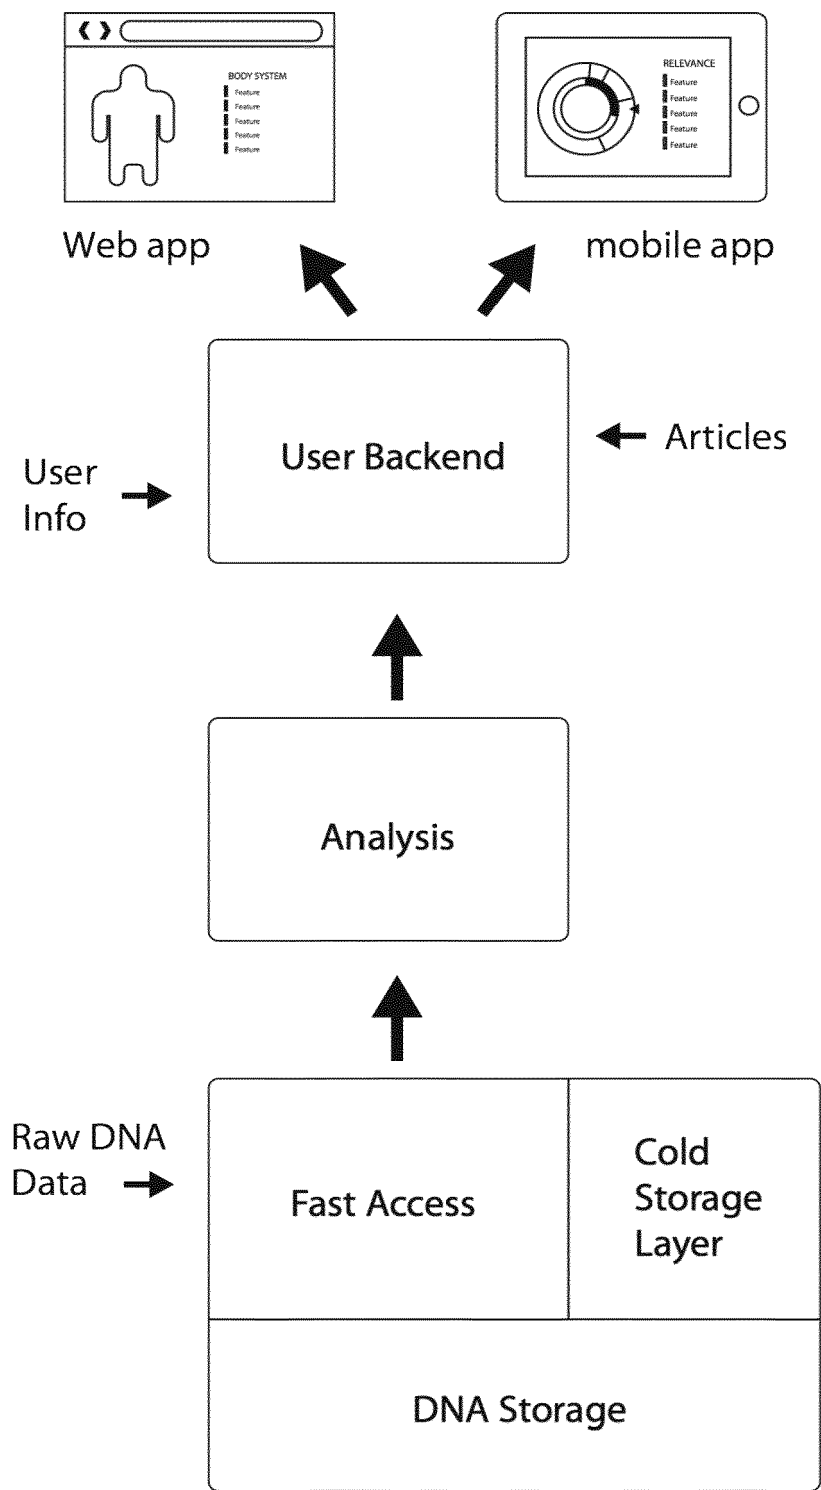 BODY SYSTEM
Feature
Feature
Feature
Feature
Feature
RELEVANCE
Feature
Feature
Feature
Feature
Feature
Web app
mobile app
User Backend
Articles
User
Info
Analysis
Raw DNA
Data
Fast Access
Cold
Storage
Layer
DNA Storage